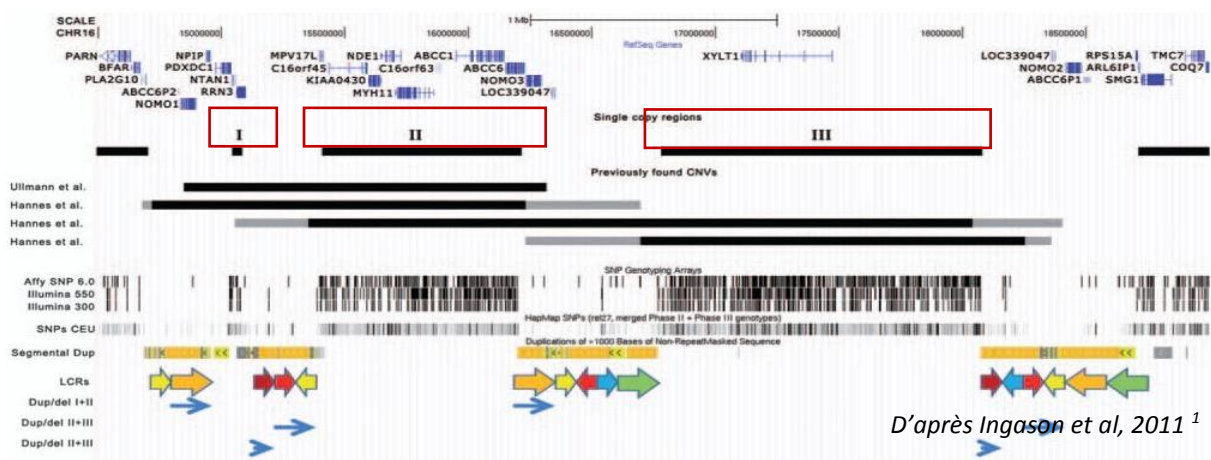 SCALE 1 Mb
CHR16 15000000 15500000 16000000 16500000 17000000 17500000 18000000 18500000
RefSeq Genes
PARN NPIP MPV17L NDE1 ABCC1 XYLT1 LOC339047 RPS15A TMC7
BFAR PDXDC1 C16orf45 C16orf63 ABCC6 NOMO2 ARL6IP1 COQ7
PLA2G10 NTAN1 KIAA0430 NOMO3 ABCC6P1 SMG1
ABCC6P2 RRN3 MYH11 LOC339047
NOMO1
Single copy regions
I II III
Previously found CNVs
Ullmann et al.
Hannes et al.
Hannes et al.
Hannes et al.
SNP Genotyping Arrays
Affy SNP 6.0
Illumina 550
Illumina 300
HapMap SNPs (rel27, merged Phase II + Phase III genotypes)
SNPs CEU
Duplications of >1000 Bases of Non-RepeatMasked Sequence
Segmental Dup
LCRs
Dup/del I+II
Dup/del II+III
Dup/del II+III
D'après Ingason et al, 2011 1